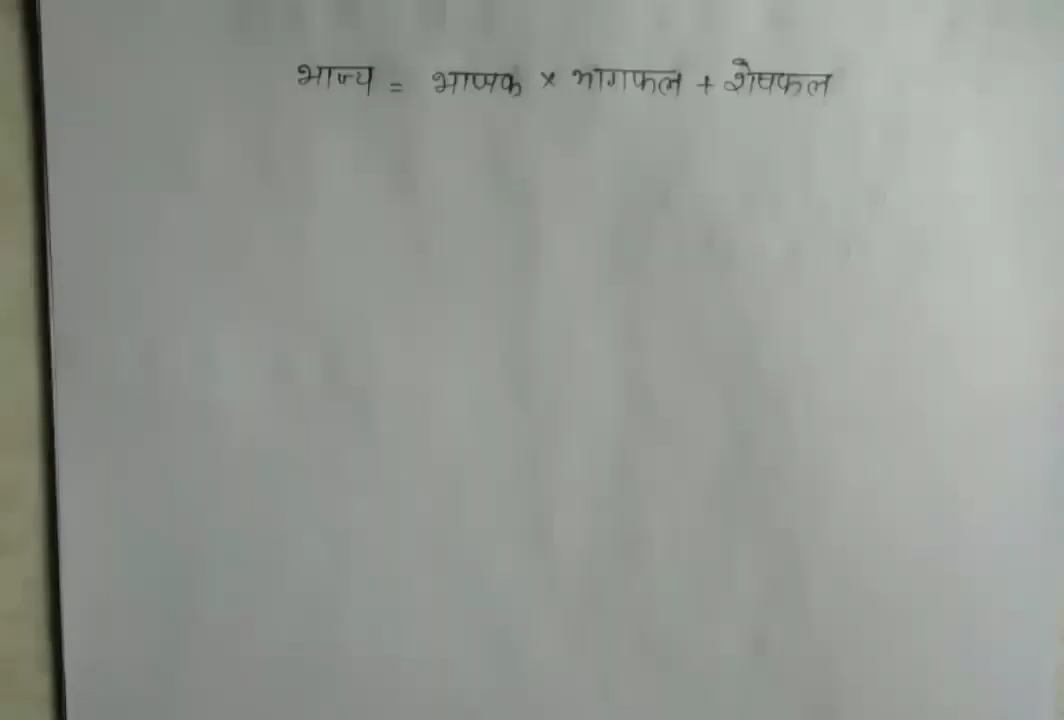 भाज्य = भाजक × भागफल + शेषफल